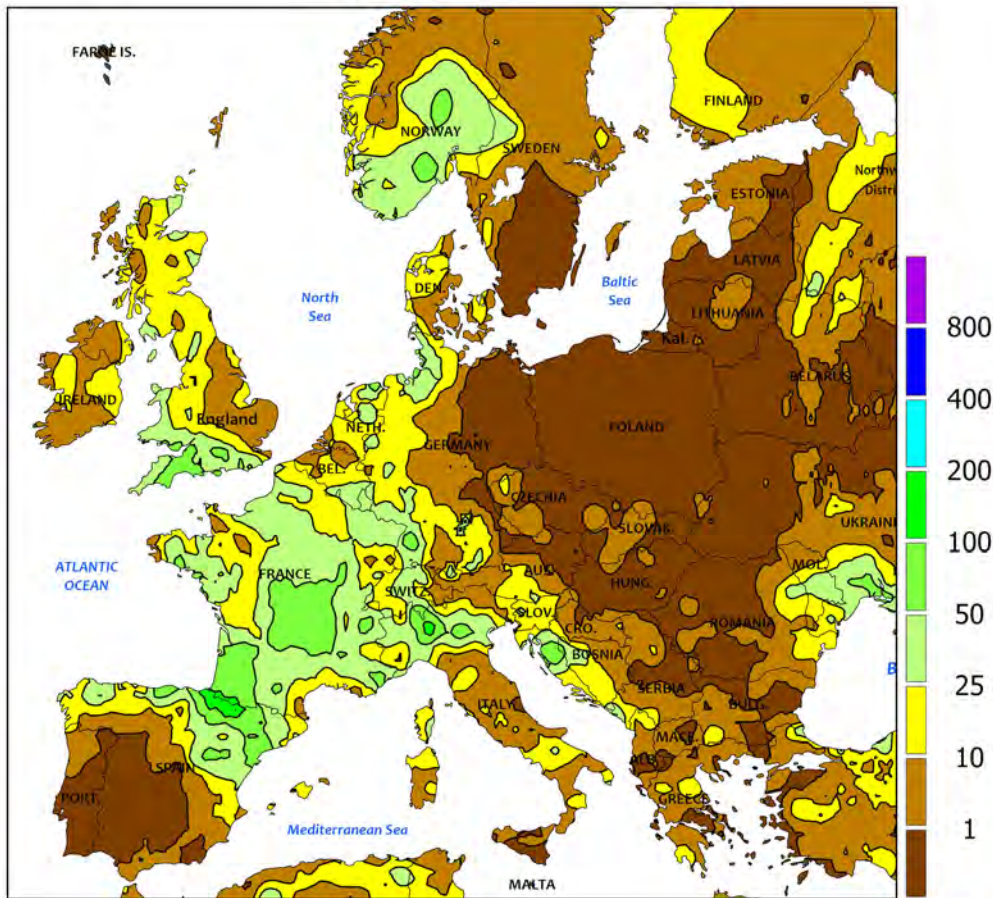 FAROE IS.
FINLAND
NORWAY
SWEDEN
Northw
Distri
ESTONIA
LATVIA
DEN.
Baltic
Sea
North
Sea
LITHUANIA
Kal.
800
BELARUS
IRELAND
England
400
NETH.
POLAND
GERMANY
BEL.
200
CZECHIA
SLOVAK.
UKRAINE
100
ATLANTIC
OCEAN
FRANCE
MOL.
AUS.
HUNG.
SWITZ.
50
SLOV.
ROMANIA
CRO.
BOSNIA
B
25
SERBIA
ITALY
BULG.
MACE.
10
SPAIN
ALB.
PORT.
GREECE
1
Mediterranean Sea
MALTA